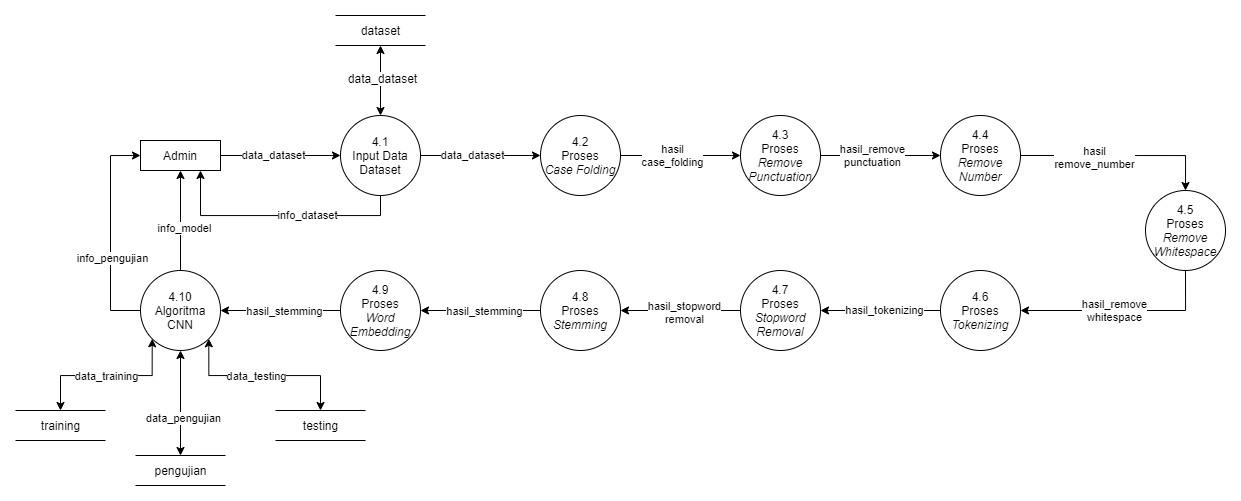 dataset
data_dataset
Admin
data_dataset
4.1
Input Data
Dataset
data_dataset
4.2
Proses
Case Folding
hasil
case_folding
4.3
Proses
Remove
Punctuation
hasil_remove
punctuation
4.4
Proses
Remove
Number
hasil
remove_number
4.5
Proses
Remove
Whitespace
info_dataset
info_model
info_pengujian
4.10
Algoritma
CNN
hasil_stemming
4.9
Proses
Word
Embedding
hasil_stemming
4.8
Proses
Stemming
hasil_stopword
removal
4.7
Proses
Stopword
Removal
hasil_tokenizing
4.6
Proses
Tokenizing
hasil_remove
whitespace
data_training
data_testing
data_pengujian
training
testing
pengujian